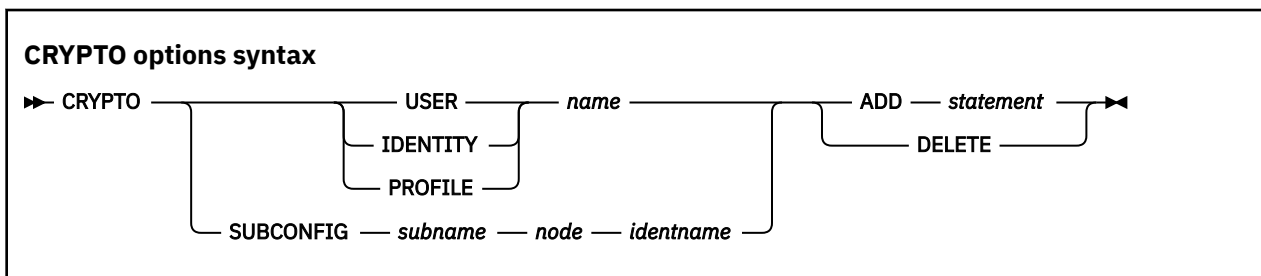 CRYPTO options syntax
CRYPTO USER name ADD statement
IDENTITY DELETE
PROFILE
SUBCONFIG subname node identname